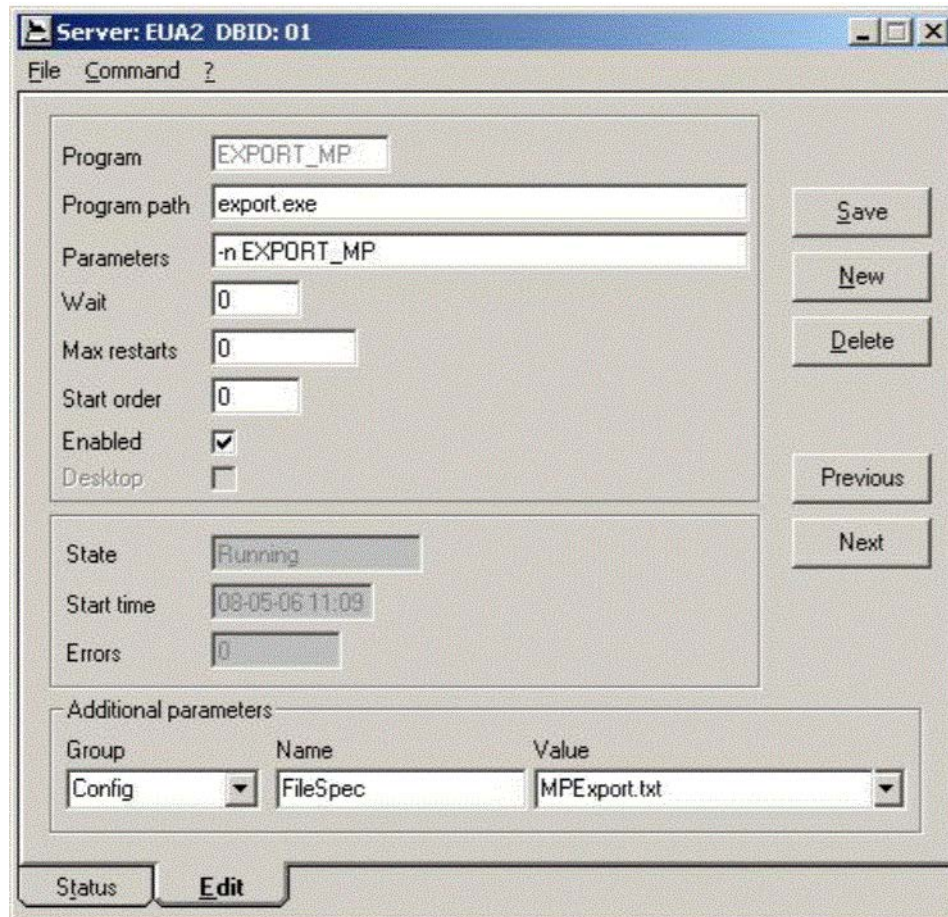 Server: EUA2 DBID: 01
File Command ?
Program EXPORT_MP
Program path export.exe
Parameters -n EXPORT_MP
Wait 0
Max restarts 0
Start order 0
Enabled
Desktop
Save
New
Delete
Previous
Next
State Running
Start time 08-05-06 11:09
Errors 0
Additional parameters
Group Name Value
Config FileSpec MPExport.txt
Status Edit